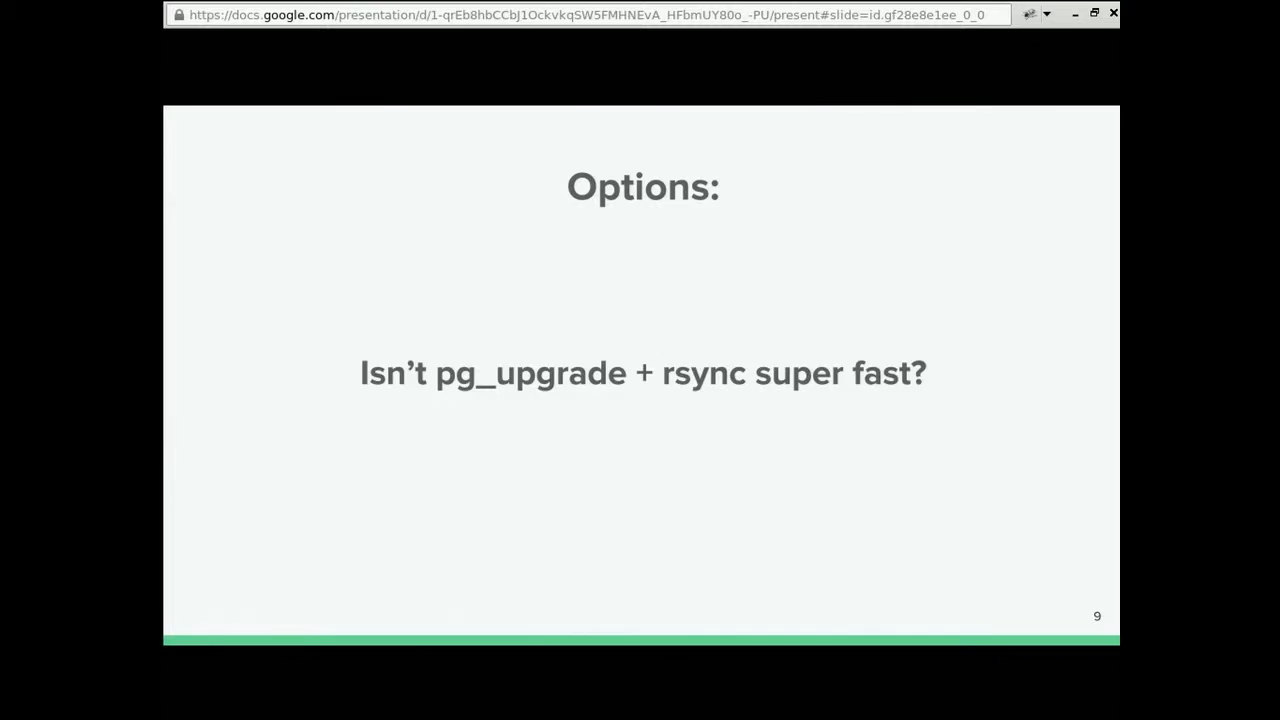 https://docs.google.com/presentation/d/1-qrEb8hbCCbJ1OckvkqSW5FMHNEvA_HFbmUY80o_-PU/present#slide=id.gf28e8e1ee_0_0
Options:
Isn’t pg_upgrade + rsync super fast?
9